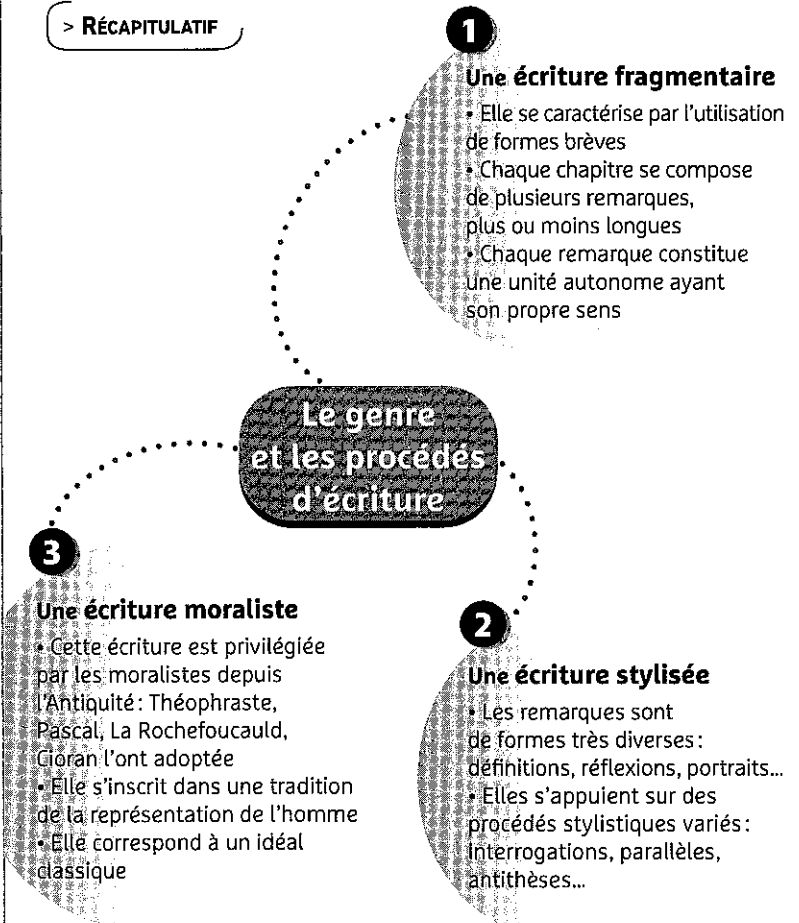 > RÉCAPITULATIF
1
Une écriture fragmentaire
• Elle se caractérise par l'utilisation
de formes brèves
• Chaque chapitre se compose
de plusieurs remarques,
plus ou moins longues
• Chaque remarque constitue
une unité autonome ayant
son propre sens
Le genre
et les procédés
d'écriture
3
Une écriture moraliste
• Cette écriture est privilégiée
par les moralistes depuis
l'Antiquité : Théophraste,
Pascal, La Rochefoucauld,
Cioran l'ont adoptée
• Elle s'inscrit dans une tradition
de la représentation de l'homme
• Elle correspond à un idéal
classique
2
Une écriture stylisée
• Les remarques sont
de formes très diverses :
définitions, réflexions, portraits...
• Elles s'appuient sur des
procédés stylistiques variés :
interrogations, parallèles,
antithèses...